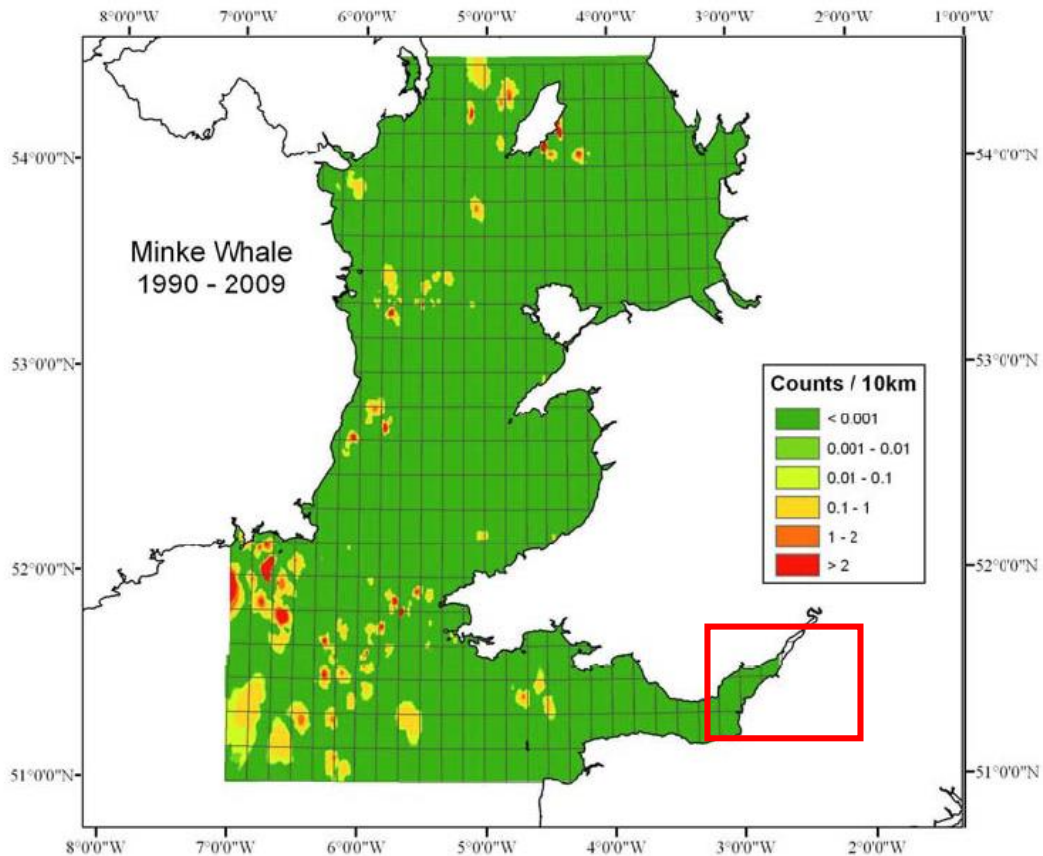 8°0'0"W 7°0'0"W 6°0'0"W 5°0'0"W 4°0'0"W 3°0'0"W 2°0'0"W 1°0'0"W
54°0'0"N 54°0'0"N
Minke Whale
1990 - 2009
53°0'0"N 53°0'0"N
Counts / 10km
< 0.001
0.001 - 0.01
0.01 - 0.1
0.1 - 1
1 - 2
> 2
52°0'0"N 52°0'0"N
51°0'0"N 51°0'0"N
8°0'0"W 7°0'0"W 6°0'0"W 5°0'0"W 4°0'0"W 3°0'0"W 2°0'0"W